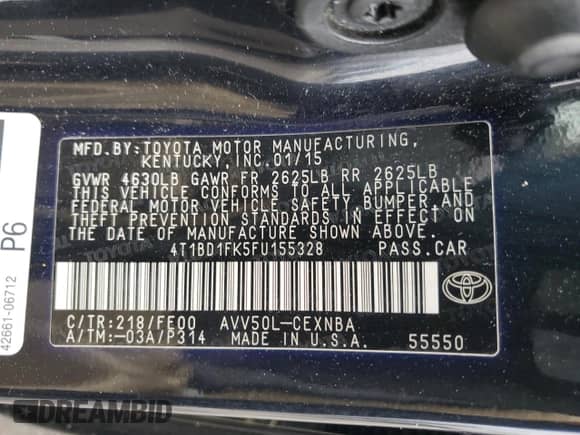 MFD.BY:TOYOTA MOTOR MANUFACTURING,
KENTUCKY,INC.01/15
GVWR 4630LB GAWR FR 2625LB RR 2625LB
THIS VEHICLE CONFORMS TO ALL APPLICABLE
FEDERAL MOTOR VEHICLE SAFETY,BUMPER,AND
THEFT PREVENTION STANDARDS IN EFFECT ON
THE DATE OF MANUFACTURE SHOWN ABOVE.
4T1BD1FK5FU155328 PASS.CAR
C/TR:218/FE00 AVV50L-CEXNBA
A/TM:-03A/P314 MADE IN U.S.A. 55550
TOYOTA
42661-06712 P6
DREAMBID